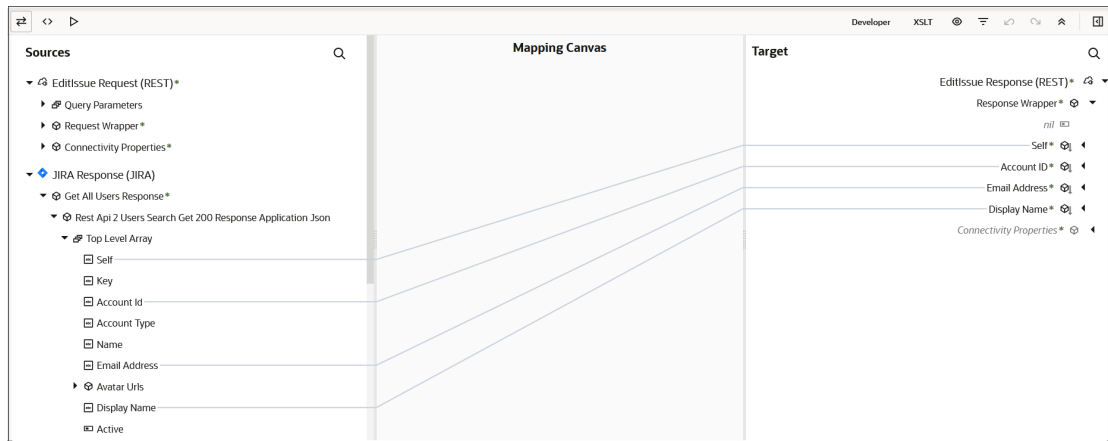 Developer XSLT
Sources
Mapping Canvas
Target
EditIssue Request (REST)*
Query Parameters
Request Wrapper*
Connectivity Properties*
JIRA Response (JIRA)
Get All Users Response*
Rest Api 2 Users Search Get 200 Response Application Json
Top Level Array
Self
Key
Account Id
Account Type
Name
Email Address
Avatar Urls
Display Name
Active
EditIssue Response (REST)*
Response Wrapper*
nil
Self*
Account ID*
Email Address*
Display Name*
Connectivity Properties*